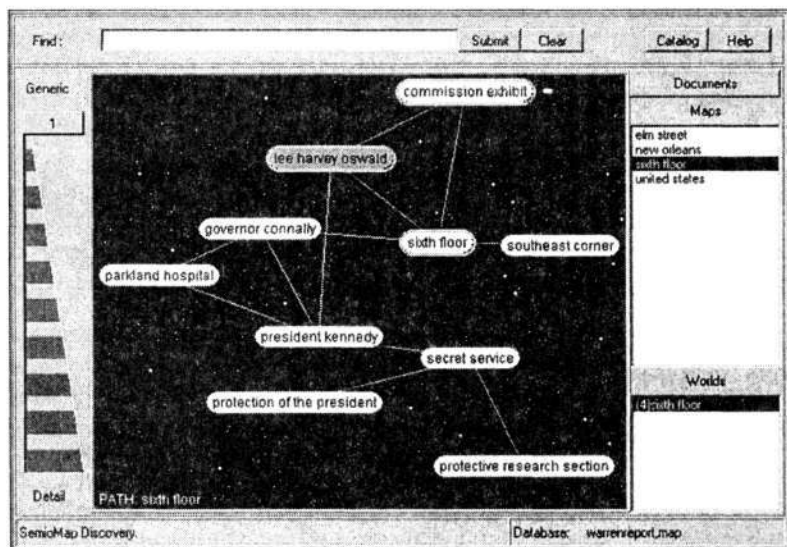 Find:
Submit
Clear
Catalog
Help
Generic
1
Detail
commission exhibit
lee harvey oswald
governor connally
sixth floor
southeast corner
parkland hospital
president kennedy
secret service
protection of the president
protective research section
PATH: sixth floor
Documents
Maps
elm street
new orleans
sixth floor
united states
Worlds
[4]sixth floor
SemioMap Discovery.
Database: warrenreport.map